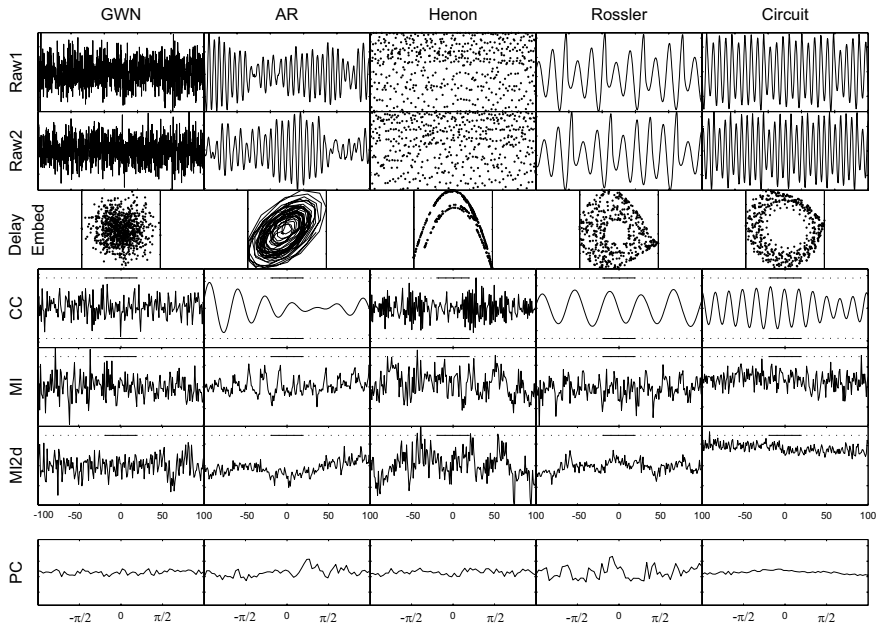 GWN AR Henon Rossler Circuit
Raw1
Raw2
Delay
Embed
CC
MI
MI2d
-100 -50 0 50 100 -50 0 50 100 -50 0 50 100 -50 0 50 100 -50 0 50 100
PC
-π/2 0 π/2 -π/2 0 π/2 -π/2 0 π/2 -π/2 0 π/2 -π/2 0 π/2